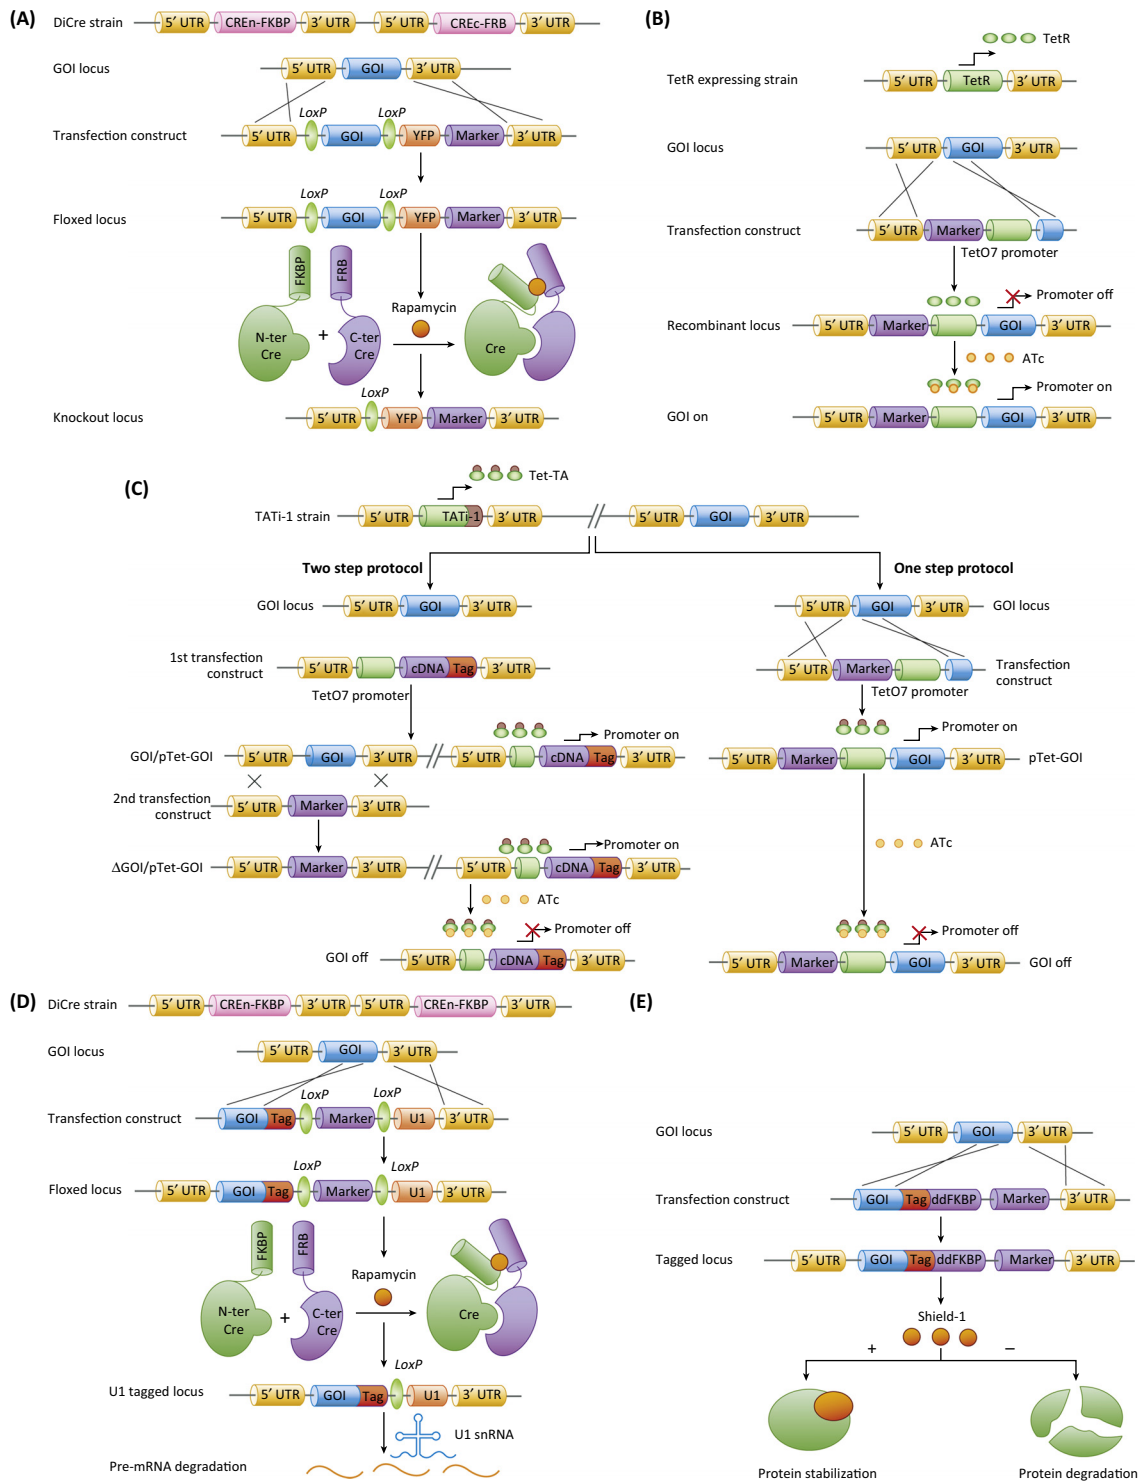 (A)
DiCre strain
5′ UTR CREn-FKBP 3′ UTR 5′ UTR CREc-FRB 3′ UTR
GOI locus
5′ UTR GOI 3′ UTR
LoxP LoxP
Transfection construct
5′ UTR GOI YFP Marker 3′ UTR
LoxP LoxP
Floxed locus
5′ UTR GOI YFP Marker 3′ UTR
FKBP FRB
Rapamycin
N-ter
Cre
+
C-ter
Cre
Cre
LoxP
Knockout locus
5′ UTR YFP Marker 3′ UTR
(B)
TetR
TetR expressing strain
5′ UTR TetR 3′ UTR
GOI locus
5′ UTR GOI 3′ UTR
Transfection construct
5′ UTR Marker
TetO7 promoter
Promoter off
Recombinant locus
5′ UTR Marker GOI 3′ UTR
ATc
Promoter on
GOI on
5′ UTR Marker GOI 3′ UTR
(C)
Tet-TA
TATi-1 strain
5′ UTR TATi-1 3′ UTR 5′ UTR GOI 3′ UTR
Two step protocol
GOI locus
5′ UTR GOI 3′ UTR
1st transfection
construct
5′ UTR cDNA Tag 3′ UTR
TetO7 promoter
Promoter on
GOI/pTet-GOI
5′ UTR GOI 3′ UTR 5′ UTR cDNA Tag 3′ UTR
2nd transfection
construct
5′ UTR Marker 3′ UTR
Promoter on
ΔGOI/pTet-GOI
5′ UTR Marker 3′ UTR 5′ UTR cDNA Tag 3′ UTR
ATc
Promoter off
GOI off
5′ UTR cDNA Tag 3′ UTR
One step protocol
5′ UTR GOI 3′ UTR
GOI locus
5′ UTR Marker
Transfection
construct
TetO7 promoter
Promoter on
5′ UTR Marker GOI 3′ UTR
pTet-GOI
ATc
Promoter off
5′ UTR Marker GOI 3′ UTR
GOI off
(D)
DiCre strain
5′ UTR CREn-FKBP 3′ UTR 5′ UTR CREn-FKBP 3′ UTR
GOI locus
5′ UTR GOI 3′ UTR
LoxP LoxP
Transfection construct
GOI Tag Marker U1 3′ UTR
LoxP LoxP
Floxed locus
5′ UTR GOI Tag Marker U1 3′ UTR
FKBP FRB
Rapamycin
N-ter
Cre
+
C-ter
Cre
Cre
LoxP
U1 tagged locus
5′ UTR GOI Tag U1 3′ UTR
U1 snRNA
Pre-mRNA degradation
(E)
GOI locus
5′ UTR GOI 3′ UTR
Transfection construct
GOI Tag ddFKBP Marker 3′ UTR
Tagged locus
5′ UTR GOI Tag ddFKBP Marker 3′ UTR
Shield-1
+ −
Protein stabilization
Protein degradation